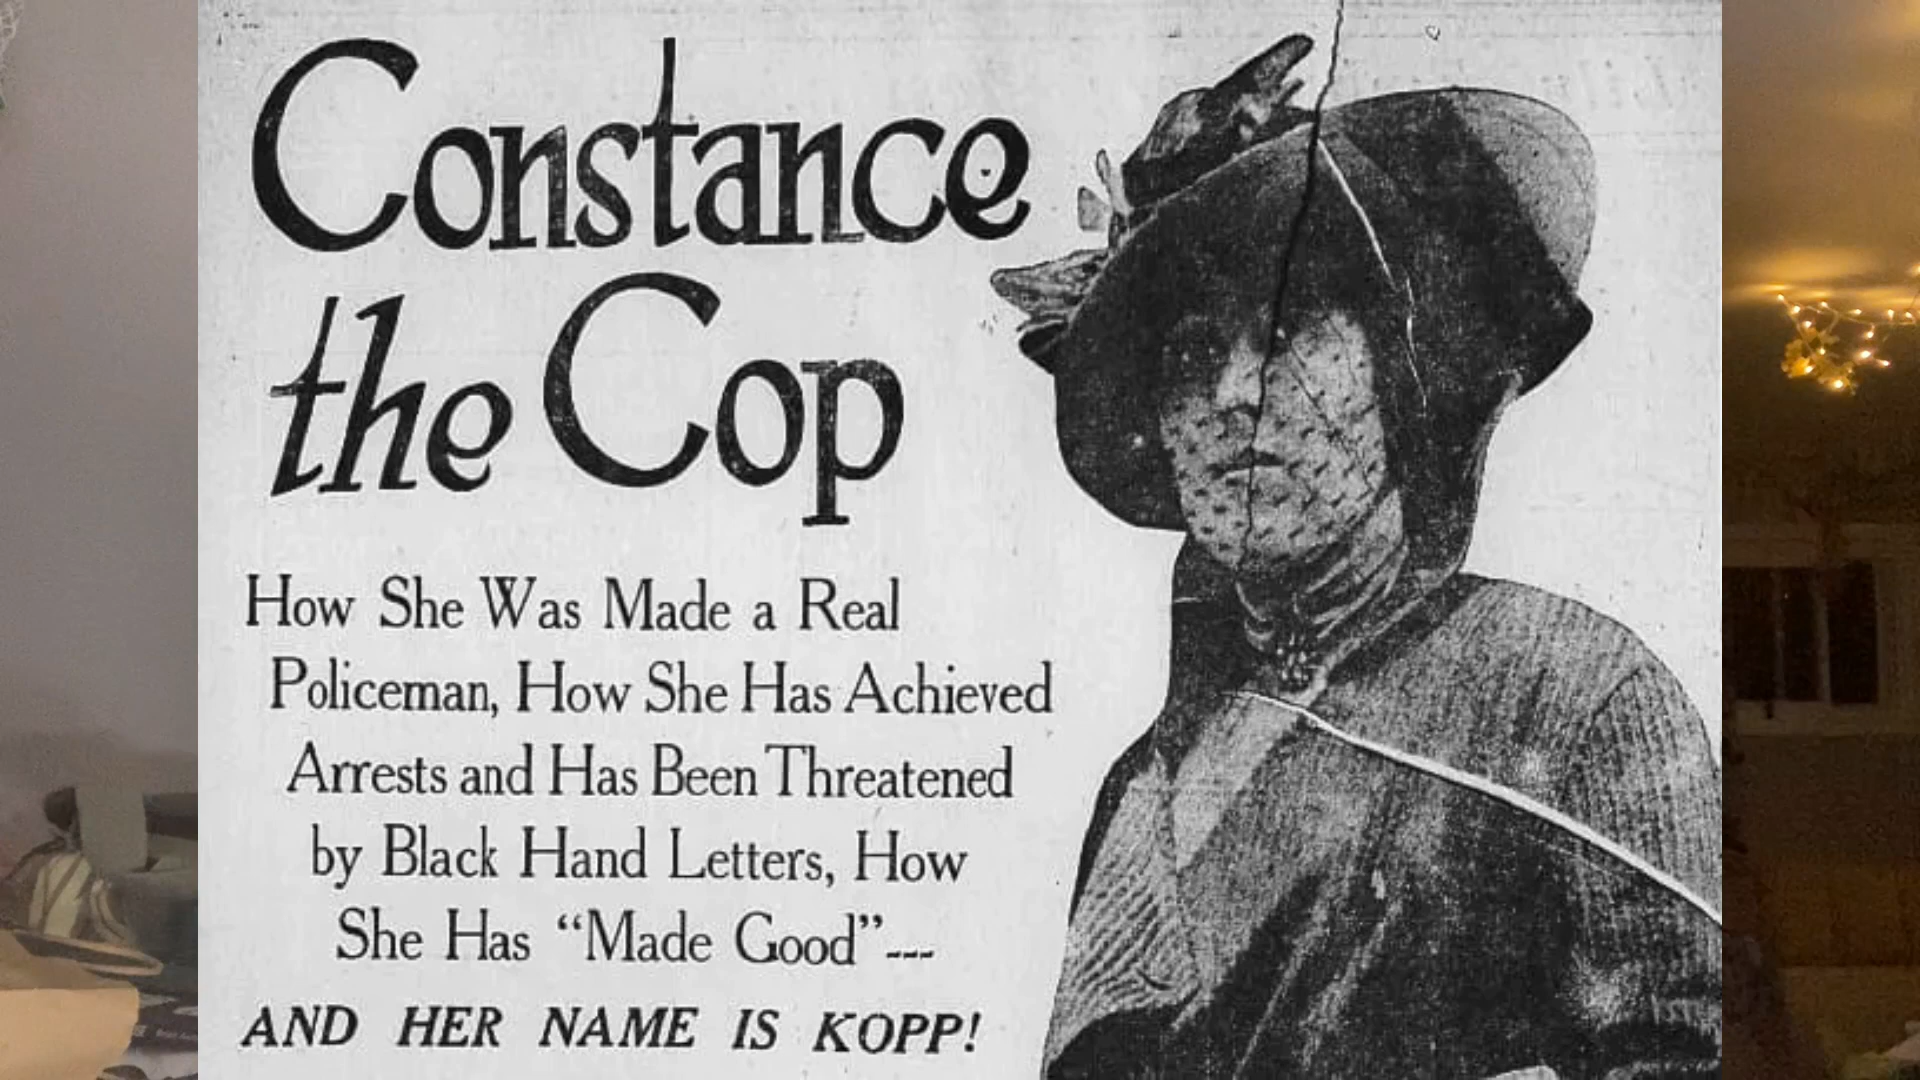 Constance
the Cop
How She Was Made a Real
Policeman, How She Has Achieved
Arrests and Has Been Threatened
by Black Hand Letters, How
She Has "Made Good"---
AND HER NAME IS KOPP!